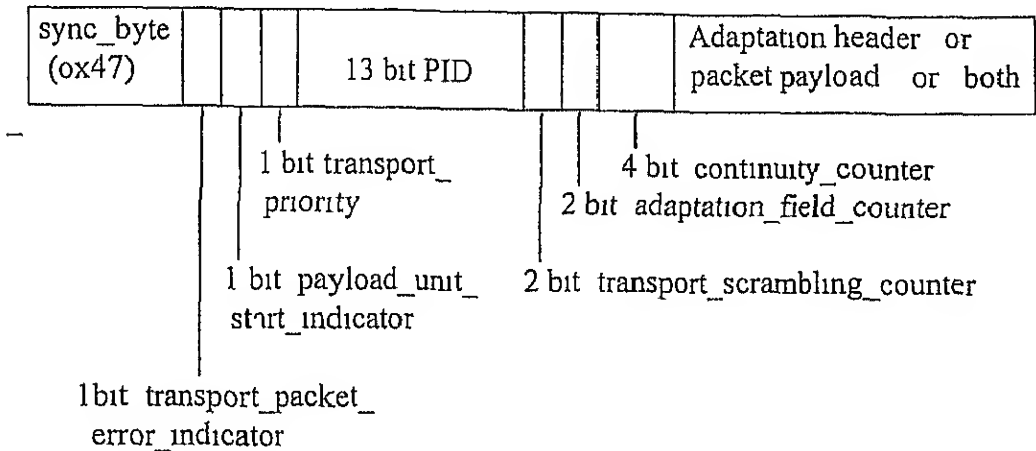 sync_byte
(ox47)
13 bit PID
Adaptation header or
packet payload or both
1 bit transport_
priority
4 bit continuity_counter
2 bit adaptation_field_counter
1 bit payload_unit_
start_indicator
2 bit transport_scrambling_counter
1bit transport_packet_
error_indicator